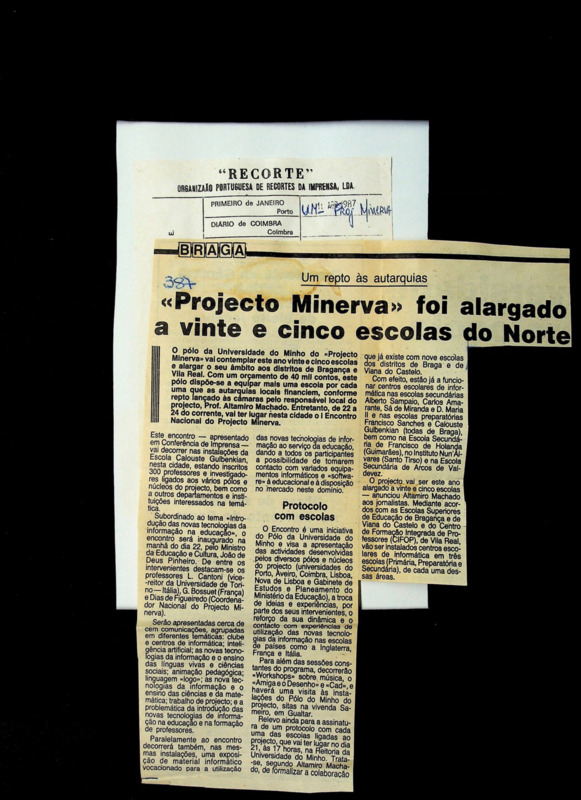 "RECORTE"
ORGANIZAÃO PORTUGUESA DE RECORTES DA IMPRENSA, LDA.
PRIMEIRO DE JANEIRO
Porto
DIÁRIO DE COIMBRA
Coimbra
UM - Proj Minerva
BRAGA
387
Um repto às autarquias
«Projecto Minerva» foi alargado
a vinte e cinco escolas do Norte
O pólo da Universidade do Minho do «Projecto
Minerva» vai contemplar este ano vinte e cinco escolas
e alargar o seu âmbito aos distritos de Bragança e
Vila Real. Com um orçamento de 40 mil contos, este
pólo dispõe-se a equipar mais uma escola por cada
uma que as autarquias locais financiem, conforme
repto lançado às câmaras pelo responsável local do
projecto, Prof. Altamiro Machado. Entretanto, de 22 a
24 do corrente, vai ter lugar nesta cidade o I Encontro
Nacional do Projecto Minerva.
Este encontro — apresentado
em Conferência de Imprensa —
vai decorrer nas instalações da
Escola Calouste Gulbenkian,
nesta cidade, estando inscritos
300 professores e investigado-
res ligados aos vários pólos e
núcleos do projecto, bem como
a outros departamentos e insti-
tuições interessados na temá-
tica.
Subordinado ao tema «Intro-
dução das novas tecnologias da
informação na educação», o
encontro será inaugurado na
manhã do dia 22, pelo Ministro
da Educação e Cultura, João de
Deus Pinheiro. De entre os
intervenientes destacam-se os
professores L. Cantoni (vice-
-reitor da Universidade de Tori-
no — Itália), G. Bossuet (França)
e Dias de Figueiredo (Coordena-
dor Nacional do Projecto Mi-
nerva).
Serão apresentadas cerca de
cem comunicações, agrupadas
em diferentes temáticas: clube
e centros de informática; inteli-
gência artificial; as novas tecno-
logias da informação e o ensino
das línguas vivas e ciências
sociais; animação pedagógica;
linguagem «logo»; as nova tec-
nologias da informação e o
ensino das ciências e da mate-
mática; trabalho de projecto; e a
problemática da introdução das
novas tecnologias de informa-
ção na educação e na formação
de professores.
Paralelamente ao encontro
decorrerá também, nas mes-
mas instalações, uma exposi-
ção de material informático
vocacionado para a utilização
das novas tecnologias de infor-
mação ao serviço da educação,
dando a todos os participantes
a possibilidade de tomarem
contacto com variados equipa-
mentos informáticos e «softwa-
re» à educacional e à disposição
no mercado neste domínio.
Protocolo
com escolas
O Encontro é uma iniciativa
do Pólo da Universidade do
Minho e visa a apresentação
das actividades desenvolvidas
pelos diversos pólos e núcleos
do projecto (universidades do
Porto, Aveiro, Coimbra, Lisboa,
Nova de Lisboa e Gabinete de
Estudos e Planeamento do
Ministério da Educação), a troca
de ideias e experiências, por
parte dos seus intervenientes, o
reforço da sua dinâmica e o
contacto com experiências de
utilização das novas tecnolo-
gias da informação nas escolas
de países como a Inglaterra,
França e Itália.
Para além das sessões cons-
tantes do programa, decorrerão
«Workshops» sobre música, o
«Amiga e o Desenho» e «Cad», e
haverá uma visita às insta-
lações do Pólo do Minho do
projecto, sitas na vivenda Sa-
meiro, em Gualtar.
Relevo ainda para a assinatu-
ra de um protocolo com cada
uma das escolas ligadas ao
projecto, que vai ter lugar no dia
21, às 17 horas, na Reitoria da
Universidade do Minho. Trata-
se, segundo Altamiro Macha-
do, de formalizar a colaboração
que já existe com nove escolas
dos distritos de Braga e de
Viana do Castelo.
Com efeito, estão já a funcio-
nar centros escolares de infor-
mática nas escolas secundárias
Alberto Sampaio, Carlos Ama-
rante, Sá de Miranda e D. Maria
II e nas escolas preparatórias
Francisco Sanches e Calouste
Gulbenkian (todas de Braga),
bem como na Escola Secundá-
ria de Francisco de Holanda
(Guimarães), no Instituto Nun'Ál-
vares (Santo Tirso) e na Escola
Secundária de Arcos de Val-
devez.
O projecto vai ser este ano
alargado a vinte e cinco escolas
— anunciou Altamiro Machado
aos jornalistas. Mediante acor-
dos com as Escolas Superiores
de Educação de Bragança e de
Viana do Castelo e do Centro
de Formação Integrada de Pro-
fessores (CIFOP), de Vila Real,
vão ser instalados centros esco-
lares de informática em três
escolas (Primária, Preparatória e
Secundária), de cada uma des-
sas áreas.